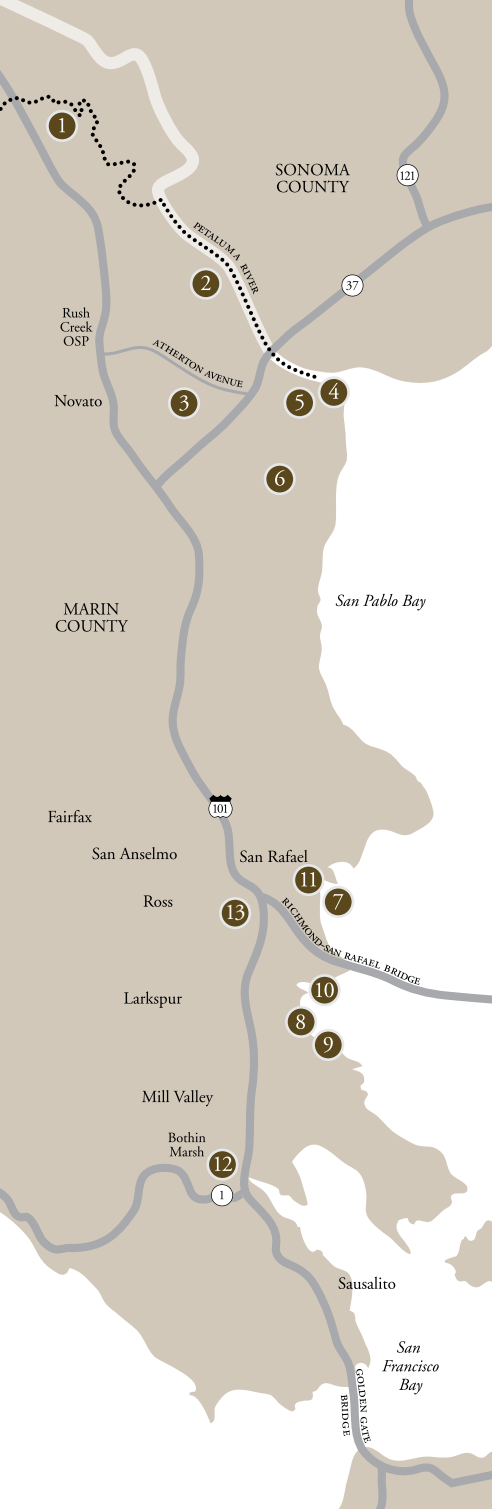 1
SONOMA
COUNTY
121
PETALUMA RIVER
2
37
Rush
Creek
OSP
ATHERTON AVENUE
4
Novato
3
5
6
San Pablo Bay
MARIN
COUNTY
101
Fairfax
San Anselmo
San Rafael
11
Ross
13
7
RICHMOND-SAN RAFAEL BRIDGE
10
Larkspur
8
9
Mill Valley
Bothin
Marsh
12
1
Sausalito
San
Francisco
Bay
GOLDEN GATE
BRIDGE